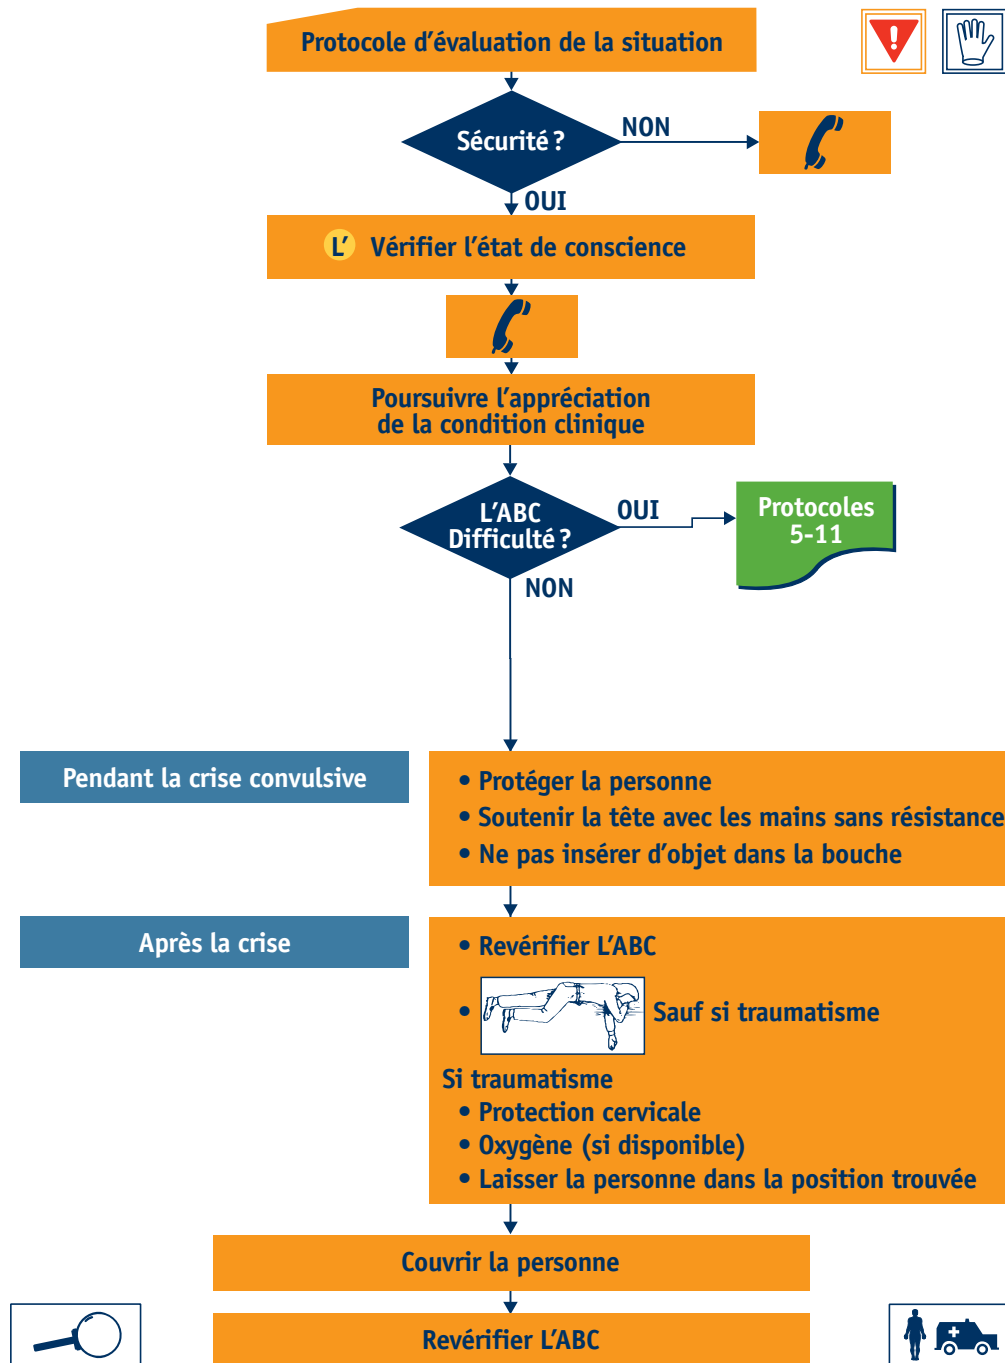 Protocole d'évaluation de la situation
!
Sécurité ?
NON
OUI
L' Vérifier l'état de conscience
Poursuivre l'appréciation
de la condition clinique
L'ABC
Difficulté ?
OUI
Protocoles
5-11
NON
Pendant la crise convulsive
• Protéger la personne
• Soutenir la tête avec les mains sans résistance
• Ne pas insérer d'objet dans la bouche
Après la crise
• Revérifier L'ABC
• Sauf si traumatisme
Si traumatisme
• Protection cervicale
• Oxygène (si disponible)
• Laisser la personne dans la position trouvée
Couvrir la personne
Revérifier L'ABC